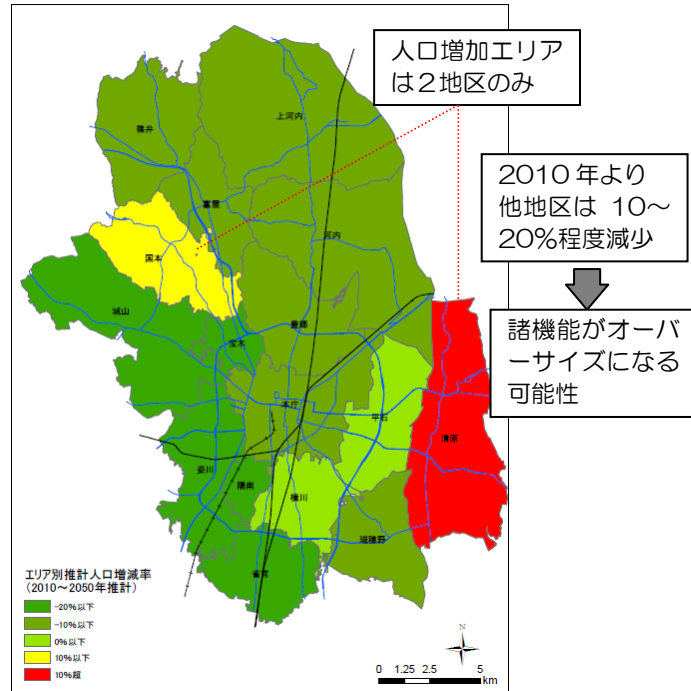 人口増加エリア
は2地区のみ
2010年より
他地区は 10～
20%程度減少
諸機能がオーバ
ーサイズになる
可能性
篠井
上河内
富屋
河内
国本
城山
豊郷
宝木
本庁
平石
清原
姿川
陽南
横川
瑞穂野
雀宮
エリア別推計人口増減率
(2010～2050年推計)
-20%以下
-10%以下
0%以下
10%以下
10%超
N
0 1.25 2.5 5
km